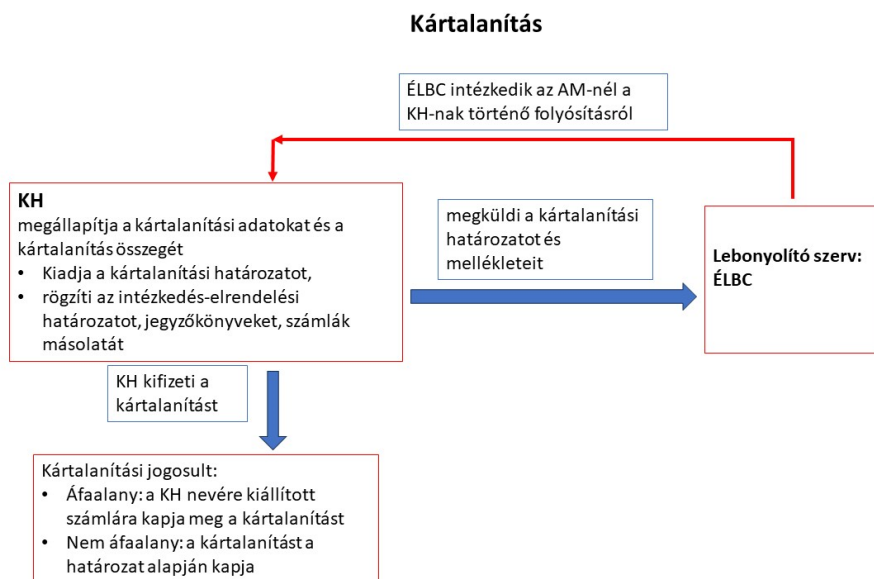 Kártalanítás
ÉLBC intézkedik az AM-nél a
KH-nak történő folyósításról
KH
megállapítja a kártalanítási adatokat és a
kártalanítás összegét
• Kiadja a kártalanítási határozatot,
• rögzíti az intézkedés-elrendelési
határozatot, jegyzőkönyveket, számlák
másolatát
megküldi a kártalanítási
határozatot és
mellékleteit
Lebonyolító szerv:
ÉLBC
KH kifizeti a
kártalanítást
Kártalanítási jogosult:
• Áfaalany: a KH nevére kiállított
számlára kapja meg a kártalanítást
• Nem áfaalany: a kártalanítást a
határozat alapján kapja